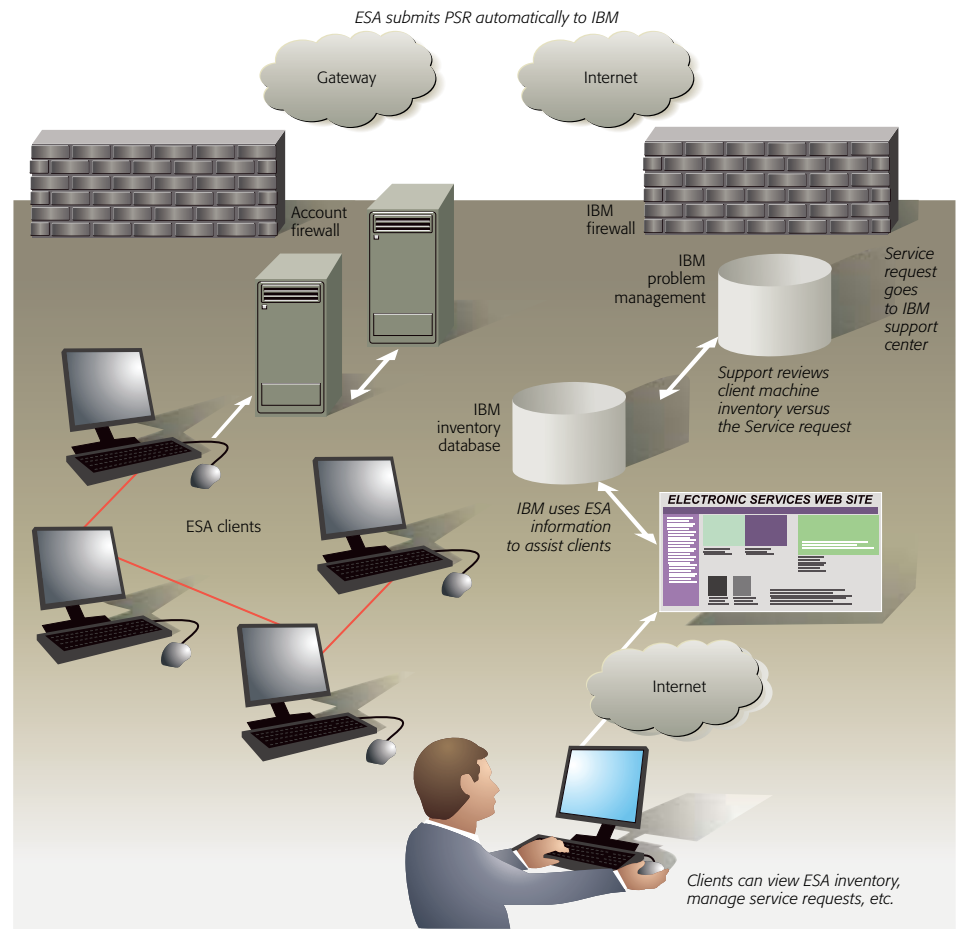 ESA submits PSR automatically to IBM
Gateway
Internet
Account
firewall
IBM
firewall
IBM
problem
management
Service
request
goes
to IBM
support
center
Support reviews
client machine
inventory versus
the Service request
IBM
inventory
database
ESA clients
IBM uses ESA
information
to assist clients
ELECTRONIC SERVICES WEB SITE
Internet
Clients can view ESA inventory,
manage service requests, etc.